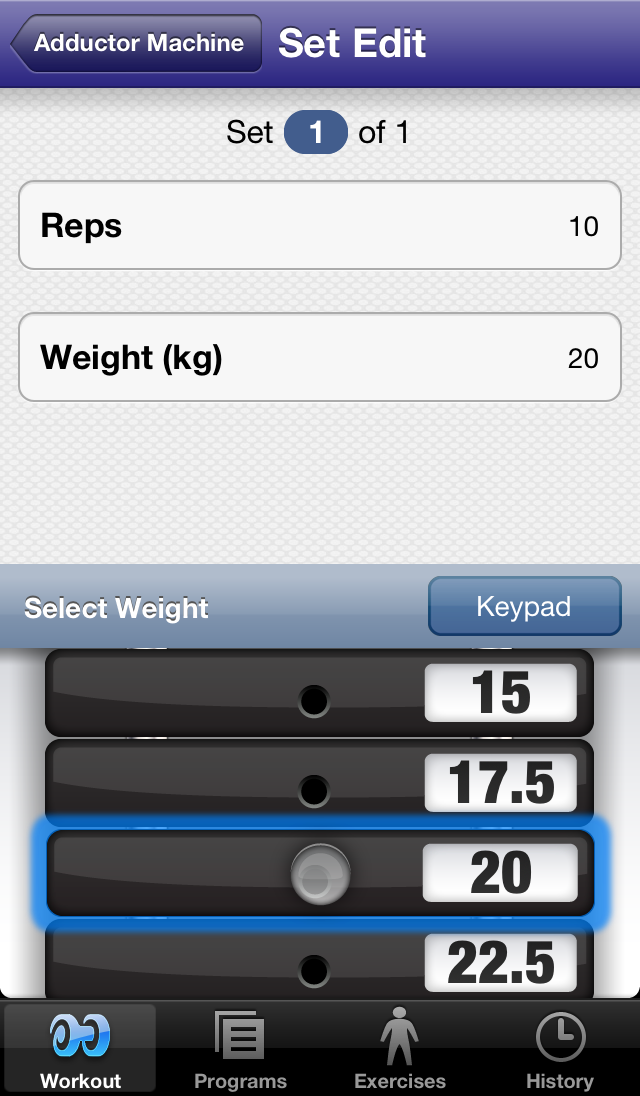 Adductor Machine
Set Edit
Set 1 of 1
Reps 10
Weight (kg) 20
Select Weight
Keypad
15
17.5
20
22.5
Workout
Programs
Exercises
History